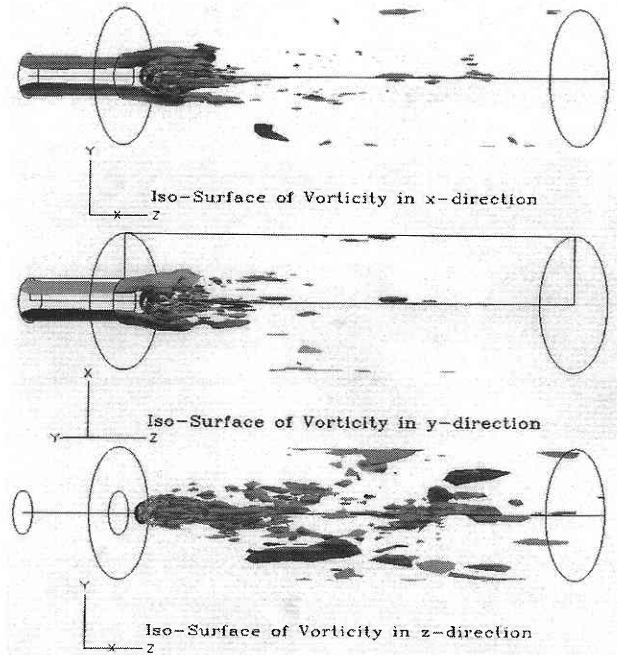 Y
X Z
Iso-Surface of Vorticity in x-direction
X
Y Z
Iso-Surface of Vorticity in y-direction
Y
X Z
Iso-Surface of Vorticity in z-direction